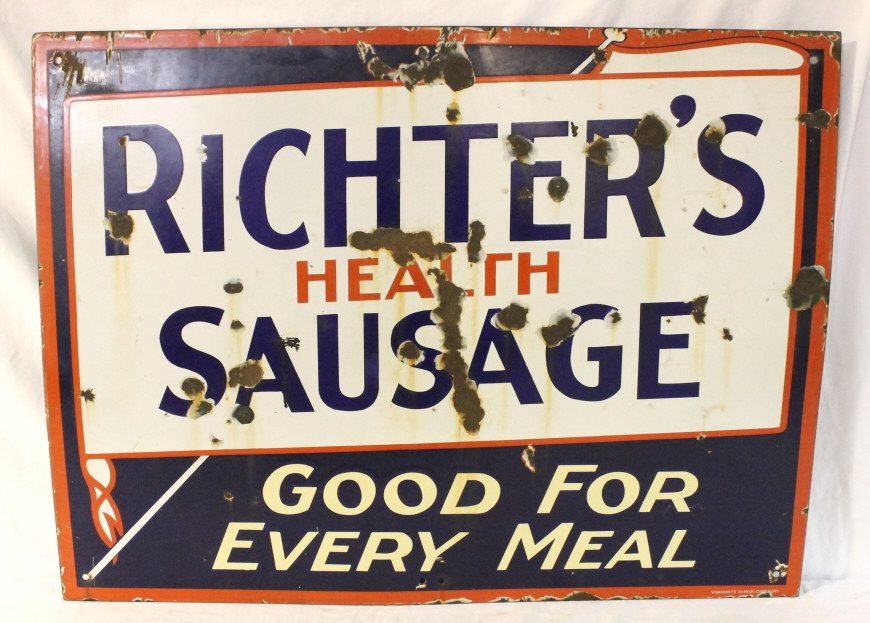 RICHTER'S
HEALTH
SAUSAGE
GOOD FOR
EVERY MEAL